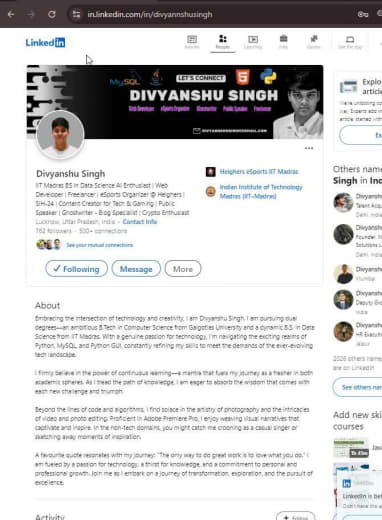 in.linkedin.com/in/divyannshusingh
Linked in
Articles
People
Learning
Jobs
Games
Get the app
MySQL
LET'S CONNECT
DIVYANSHU SINGH
Web Developer | eSports Organizer | Ghostwriter | Public Speaker | Freelancer
Divyanshu Singh
IIT Madras BS in Data Science AI Enthusiast | Web
Developer | Freelancer | eSports Organizer @ Heighers |
SIH-24 | Content Creator for Tech & Gaming | Public
Speaker | Ghostwriter - Blog Specialist | Crypto Enthusiast
Lucknow, Uttar Pradesh, India · Contact Info
762 followers · 500+ connections
See your mutual connections
Heighers eSports IIT Madras
Indian Institute of Technology
Madras (IIT-Madras)
Following
Message
More
About
Embracing the intersection of technology and creativity, I am Divyanshu Singh. I am pursuing dual
degrees—an ambitious B.Tech in Computer Science from Galgotias University and a dynamic B.S. in Data
Science from IIT Madras. With a genuine passion for technology, I'm navigating the exciting realms of
Python, MySQL, and Python GUI, constantly refining my skills to meet the demands of the ever-evolving
tech landscape.
I firmly believe in the power of continuous learning—a mantra that fuels my journey as a fresher in both
academic spheres. As I tread the path of knowledge, I am eager to absorb the wisdom that comes with
each new challenge and triumph.
Beyond the lines of code and algorithms, I find solace in the artistry of photography and the intricacies
of video and photo editing. Proficient in Adobe Premiere Pro, I enjoy weaving visual narratives that
captivate and inspire. In the non-tech domains, you might catch me crooning as a casual singer or
sketching away moments of inspiration.
A favourite quote resonates with my journey: "The only way to do great work is to love what you do." I
am fueled by a passion for technology, a thirst for knowledge, and a commitment to personal and
professional growth. Join me as I embark on a journey of transformation, exploration, and the pursuit of
excellence.
Activity
+ Follow
Explo
article
We're unlocking co
way. Experts add in
article, started with
Ex
Others name
Singh in Ind
Divyansh
Talent Acqu
Delhi, India
Divyansh
Founder,
Solutions L
Delhi, India
Divyanshu
Mumbai
Divyansh
Deputy Gro
India
Divyansh
HR Executiv
Jaipur
others name
are on LinkedIn
See others nam
Add new ski
courses
Java
LinkedIn is bet
Don't have the a